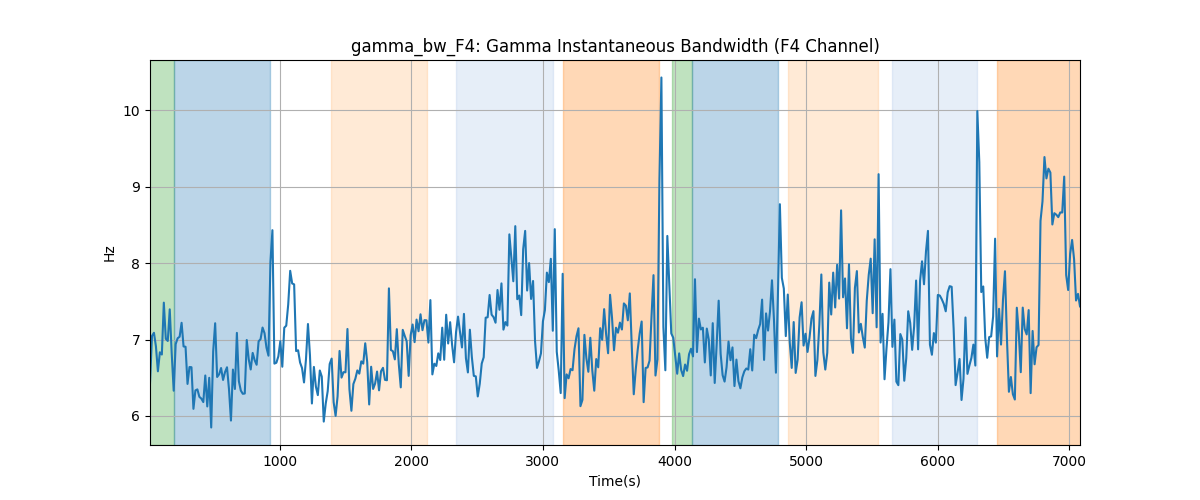 gamma_bw_F4: Gamma Instantaneous Bandwidth (F4 Channel)
Hz
10
9
8
7
6
1000 2000 3000 4000 5000 6000 7000
Time(s)